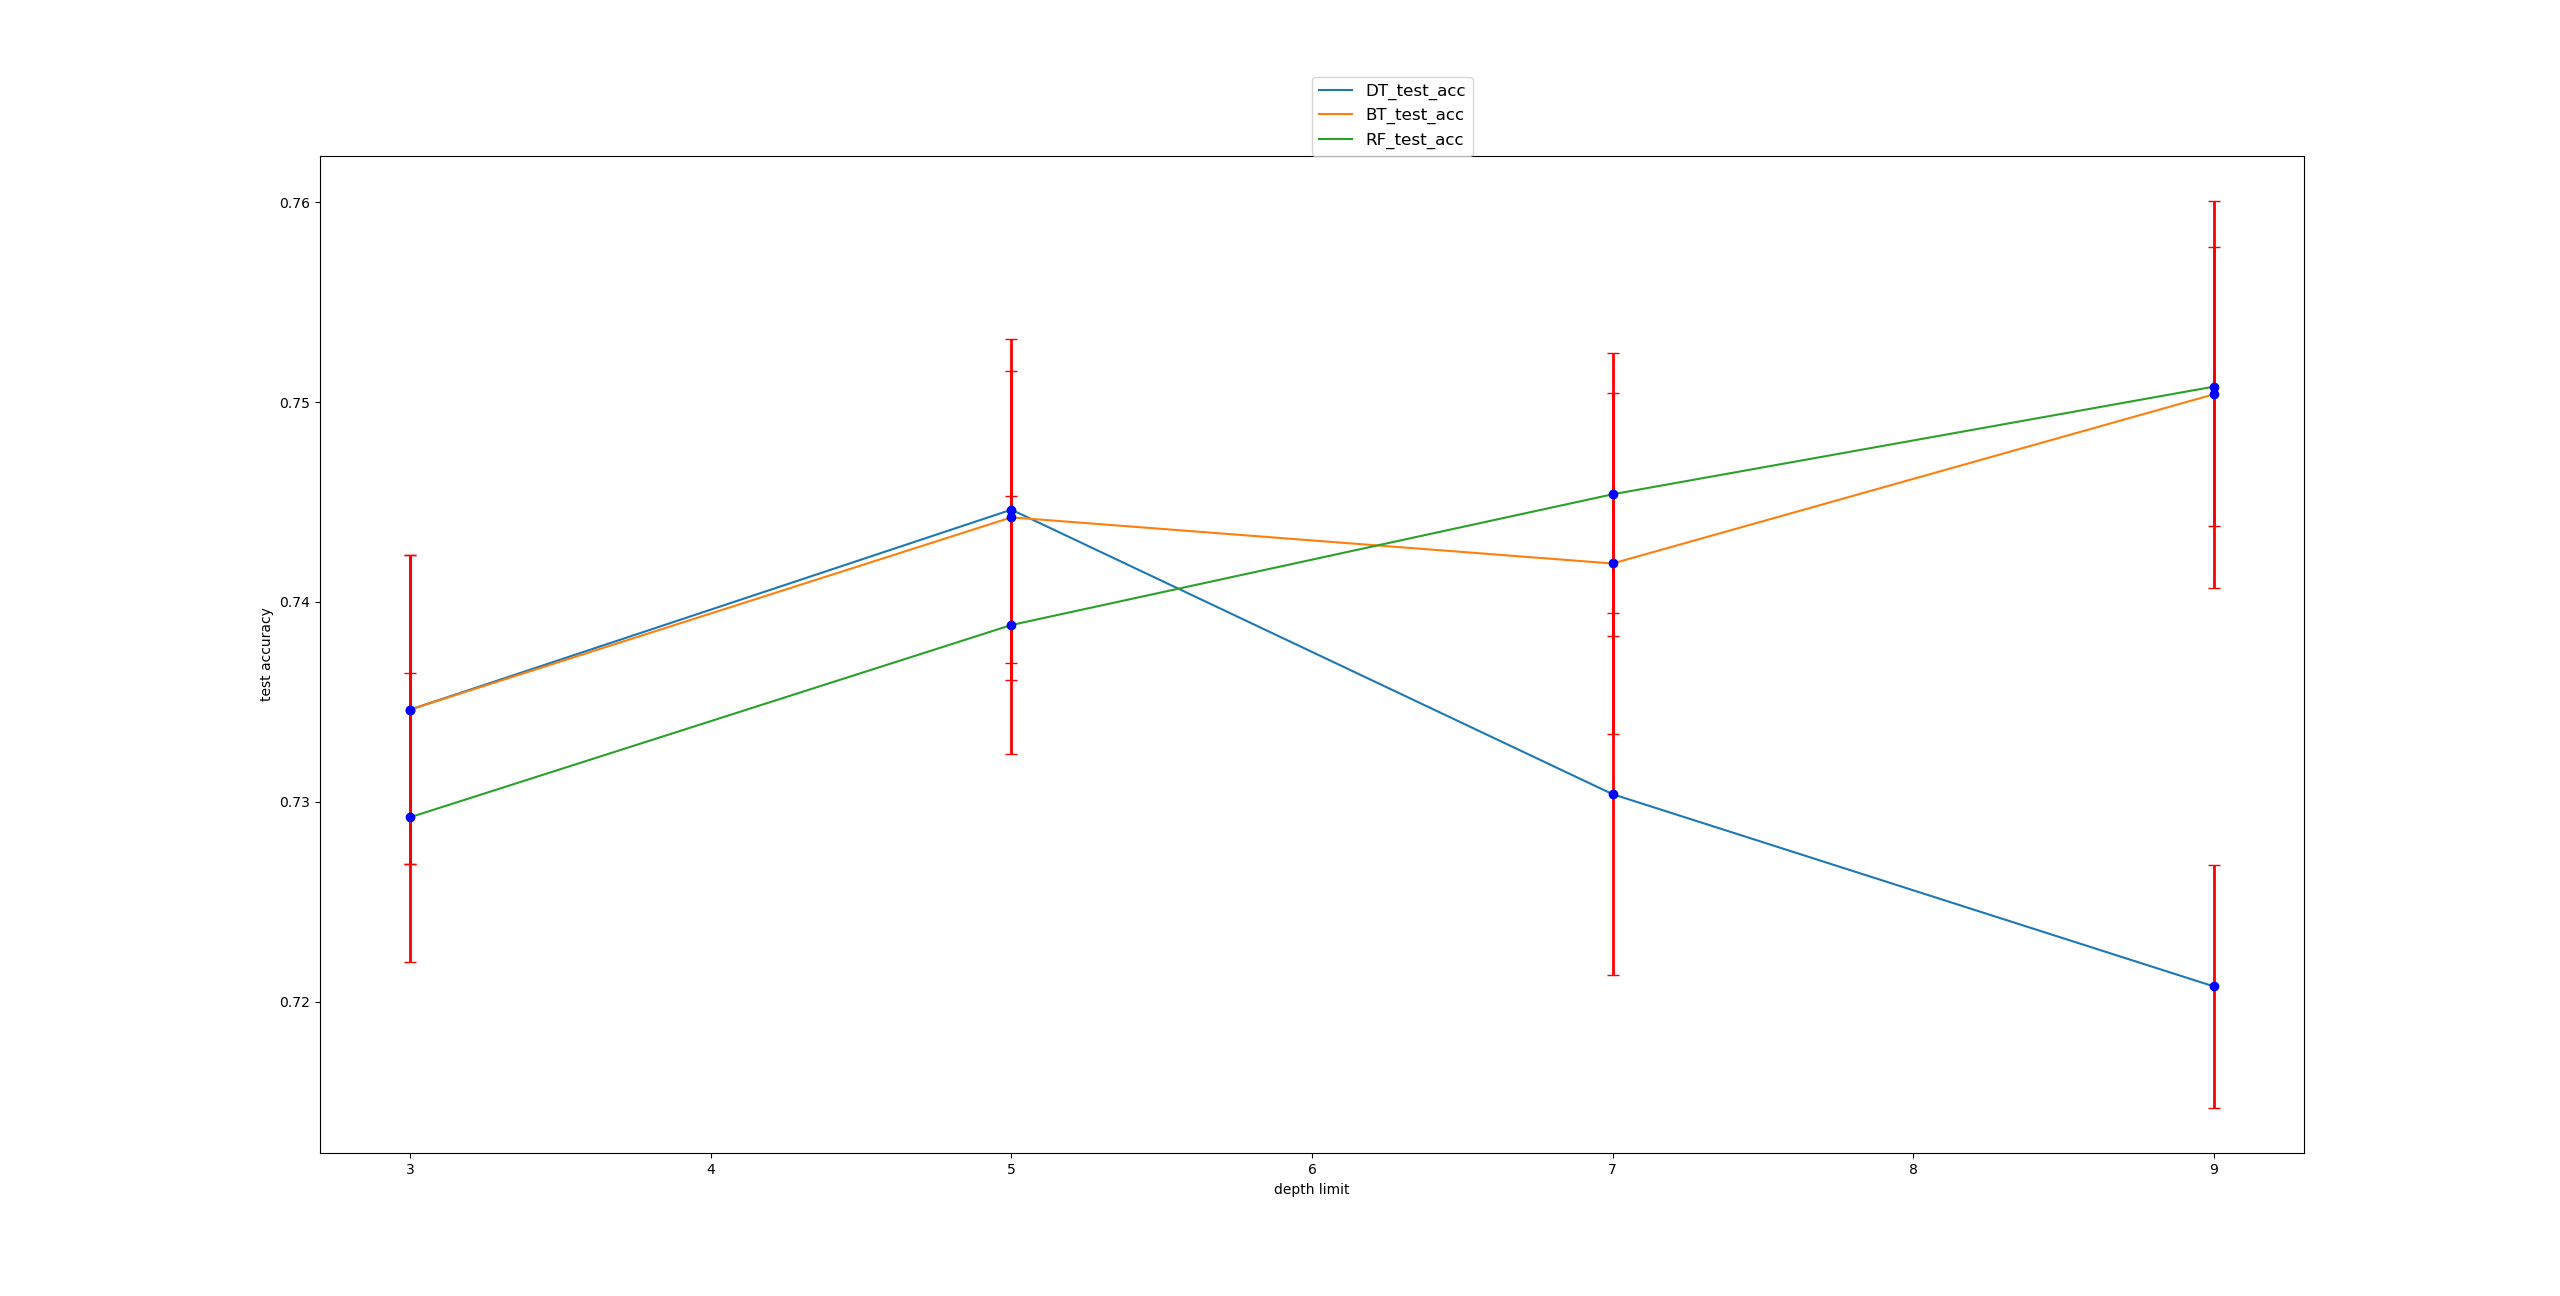 DT_test_acc
BT_test_acc
RF_test_acc
0.76
0.75
0.74
0.73
0.72
test accuracy
3 4 5 6 7 8 9
depth limit